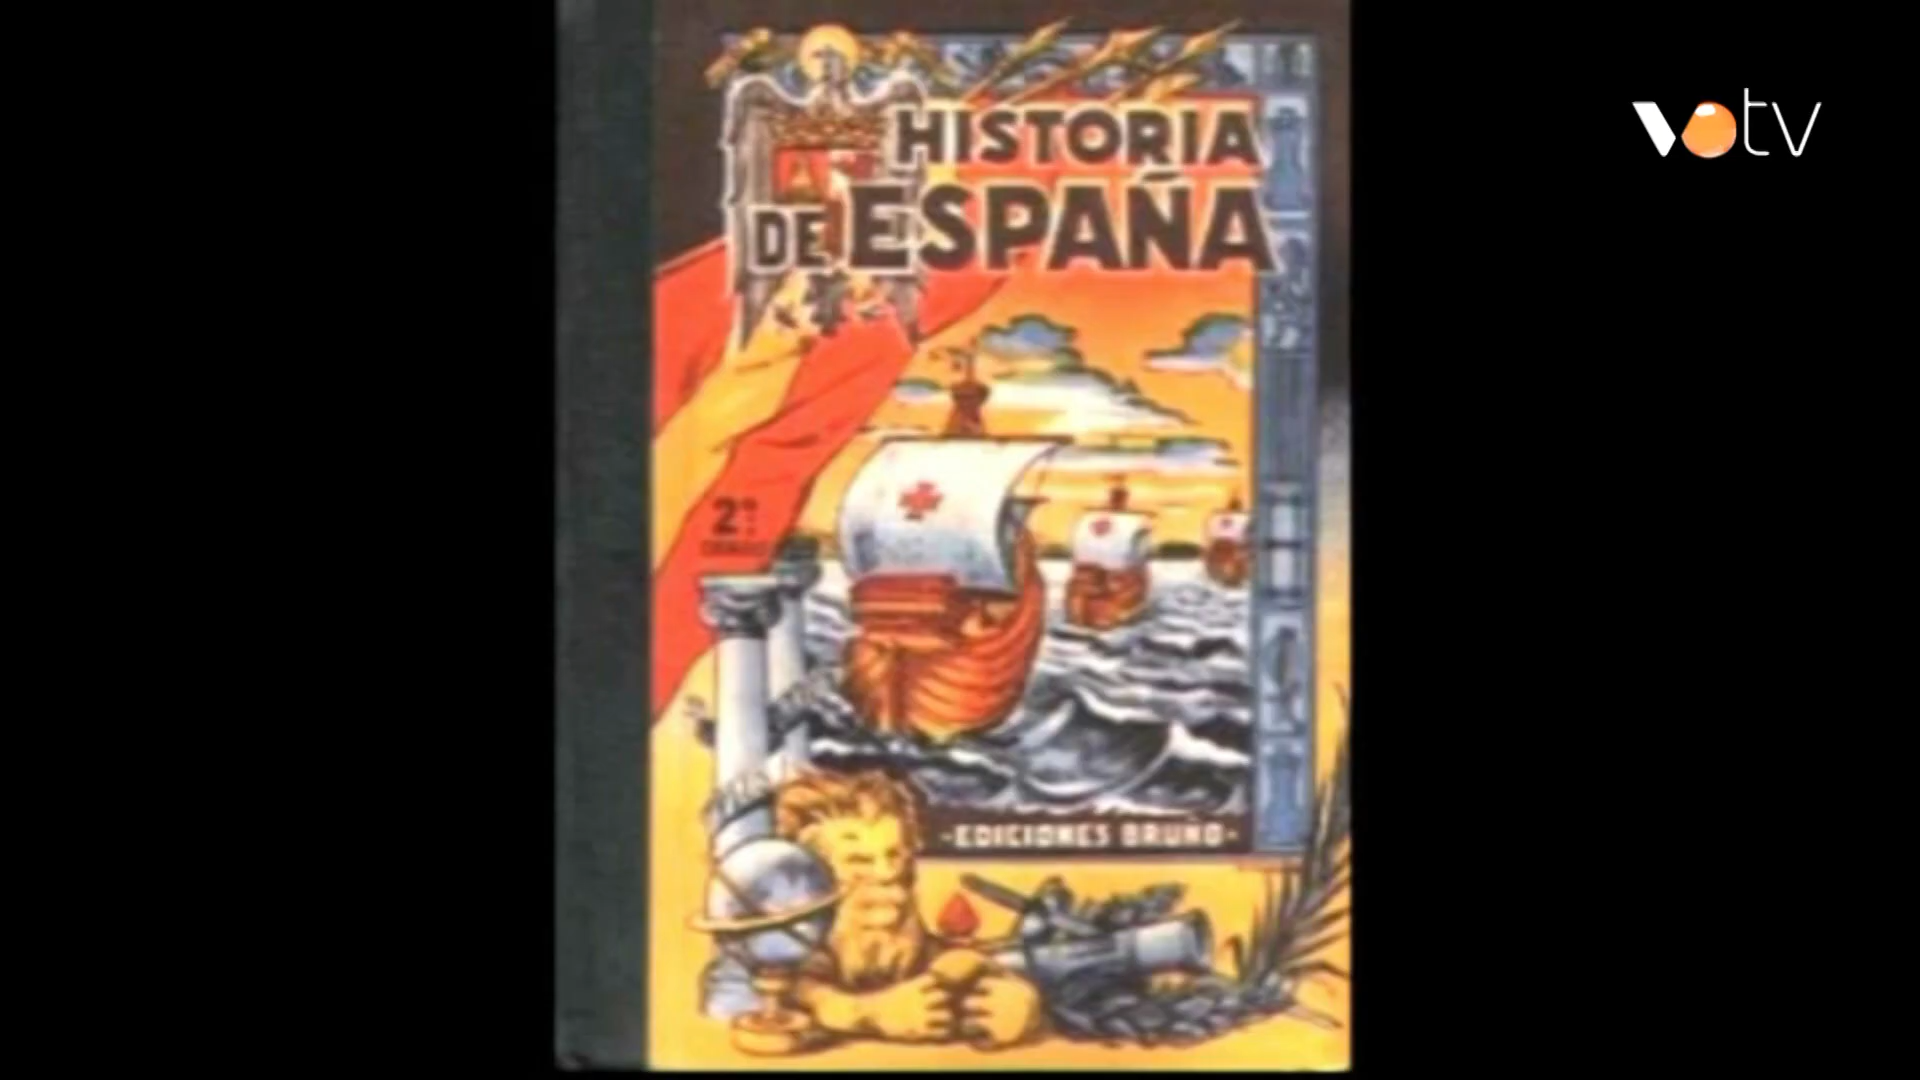 votv
HISTORIA
DE ESPAÑA
2º
-EDICIONES BRUÑO-